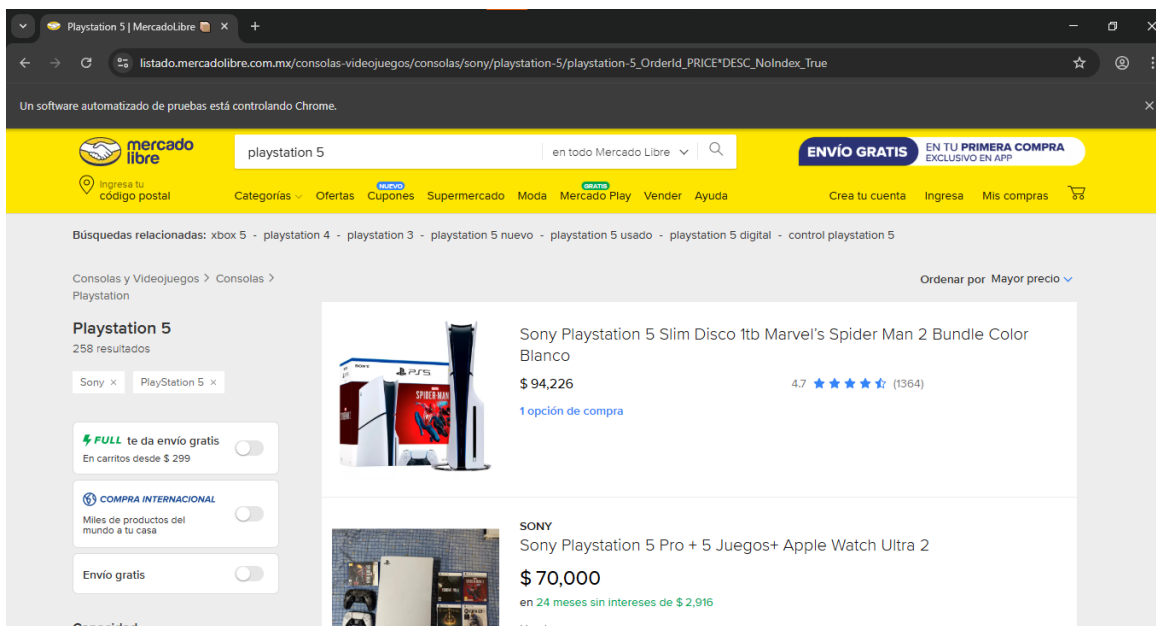 Playstation 5 | MercadoLibre
listado.mercadolibre.com.mx/consolas-videojuegos/consolas/sony/playstation-5/playstation-5_OrderId_PRICE*DESC_NoIndex_True
Un software automatizado de pruebas está controlando Chrome.
mercado
libre
playstation 5
en todo Mercado Libre
ENVÍO GRATIS
EN TU PRIMERA COMPRA
EXCLUSIVO EN APP
Ingresa tu
código postal
NUEVO
GRATIS
Categorías Ofertas Cupones Supermercado Moda Mercado Play Vender Ayuda
Crea tu cuenta Ingresa Mis compras
Búsquedas relacionadas: xbox 5 - playstation 4 - playstation 3 - playstation 5 nuevo - playstation 5 usado - playstation 5 digital - control playstation 5
Consolas y Videojuegos > Consolas >
Playstation
Ordenar por Mayor precio
Playstation 5
258 resultados
Sony × PlayStation 5 ×
FULL te da envío gratis
En carritos desde $ 299
COMPRA INTERNACIONAL
Miles de productos del
mundo a tu casa
Envío gratis
SONY
PS5
SPIDER-MAN
Sony Playstation 5 Slim Disco 1tb Marvel's Spider Man 2 Bundle Color
Blanco
$ 94,226
4.7
(1364)
1 opción de compra
SONY
Sony Playstation 5 Pro + 5 Juegos+ Apple Watch Ultra 2
$ 70,000
en 24 meses sin intereses de $ 2,916